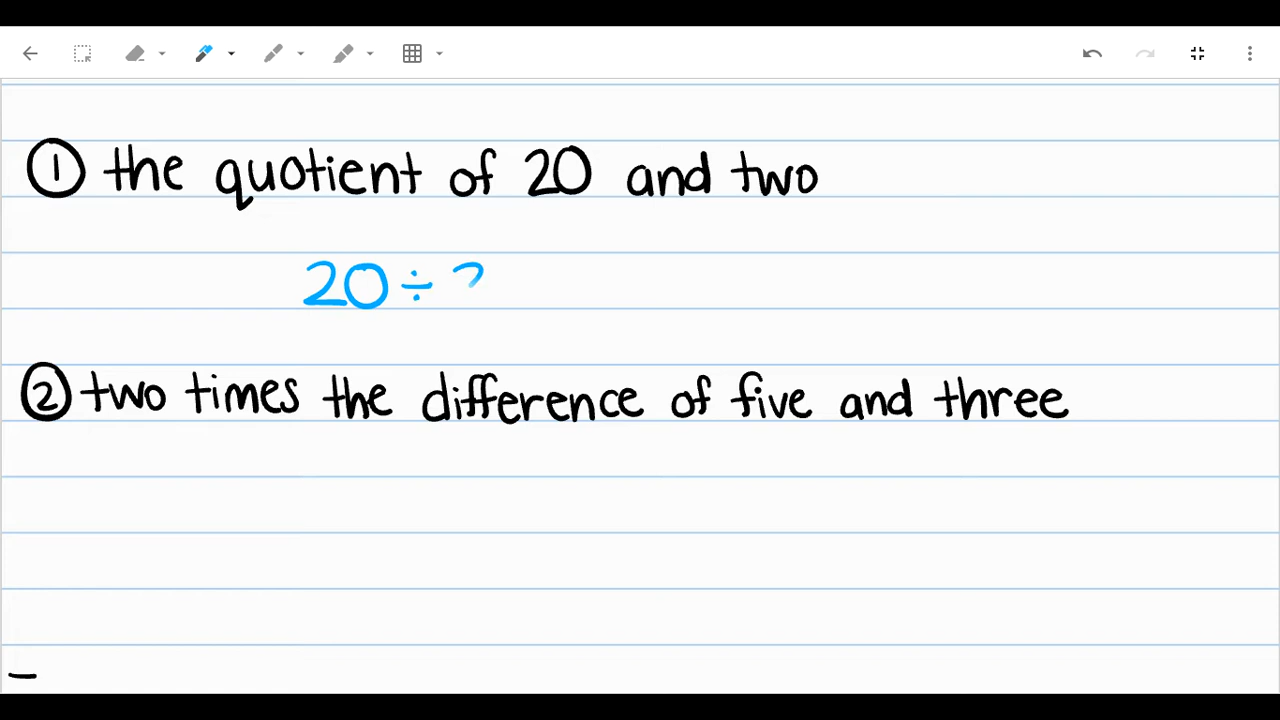 ① the quotient of 20 and two
20 ÷
② two times the difference of five and three